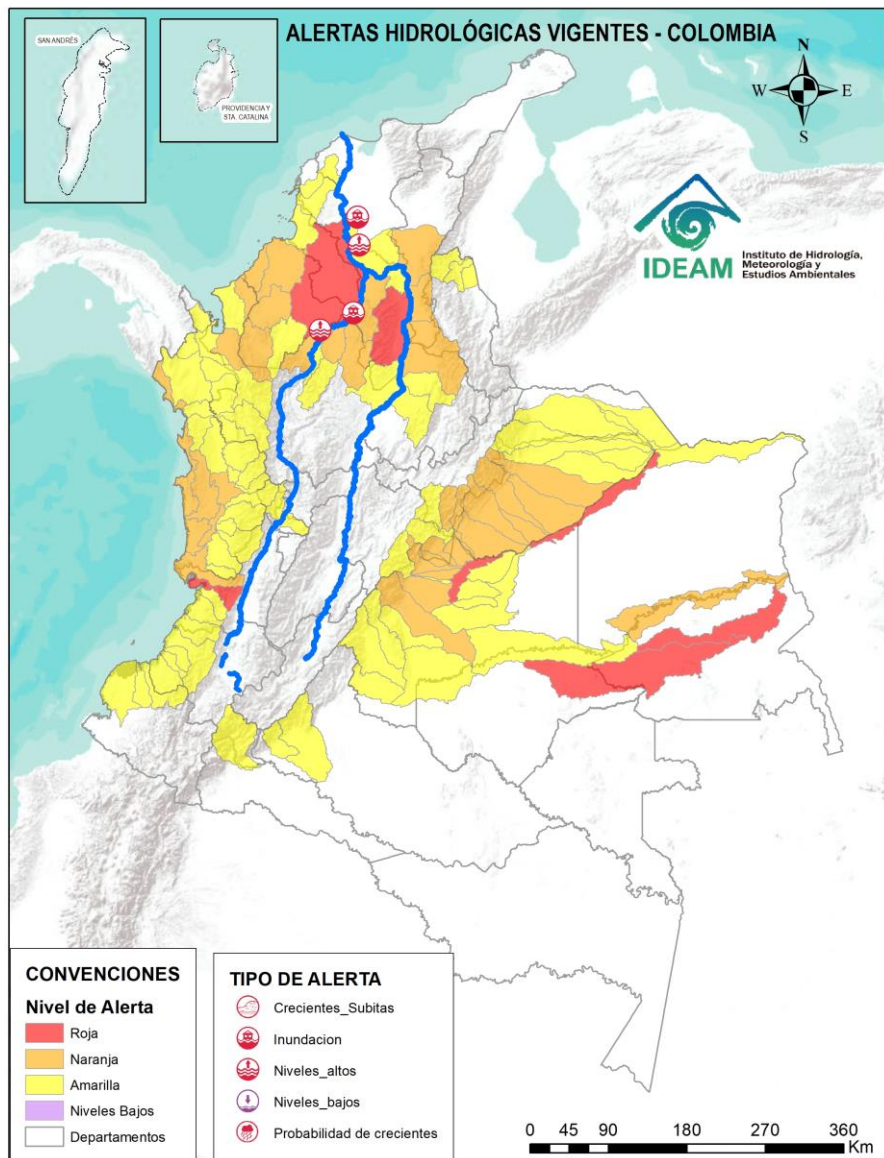 ALERTAS HIDROLÓGICAS VIGENTES - COLOMBIA
SAN ANDRÉS
PROVIDENCIA Y
STA. CATALINA
N
W
E
S
IDEAM
Instituto de Hidrología,
Meteorología y
Estudios Ambientales
CONVENCIONES
Nivel de Alerta
Roja
Naranja
Amarilla
Niveles Bajos
Departamentos
TIPO DE ALERTA
Crecientes_Subitas
Inundacion
Niveles_altos
Niveles_bajos
Probabilidad de crecientes
0 45 90 180 270 360
Km